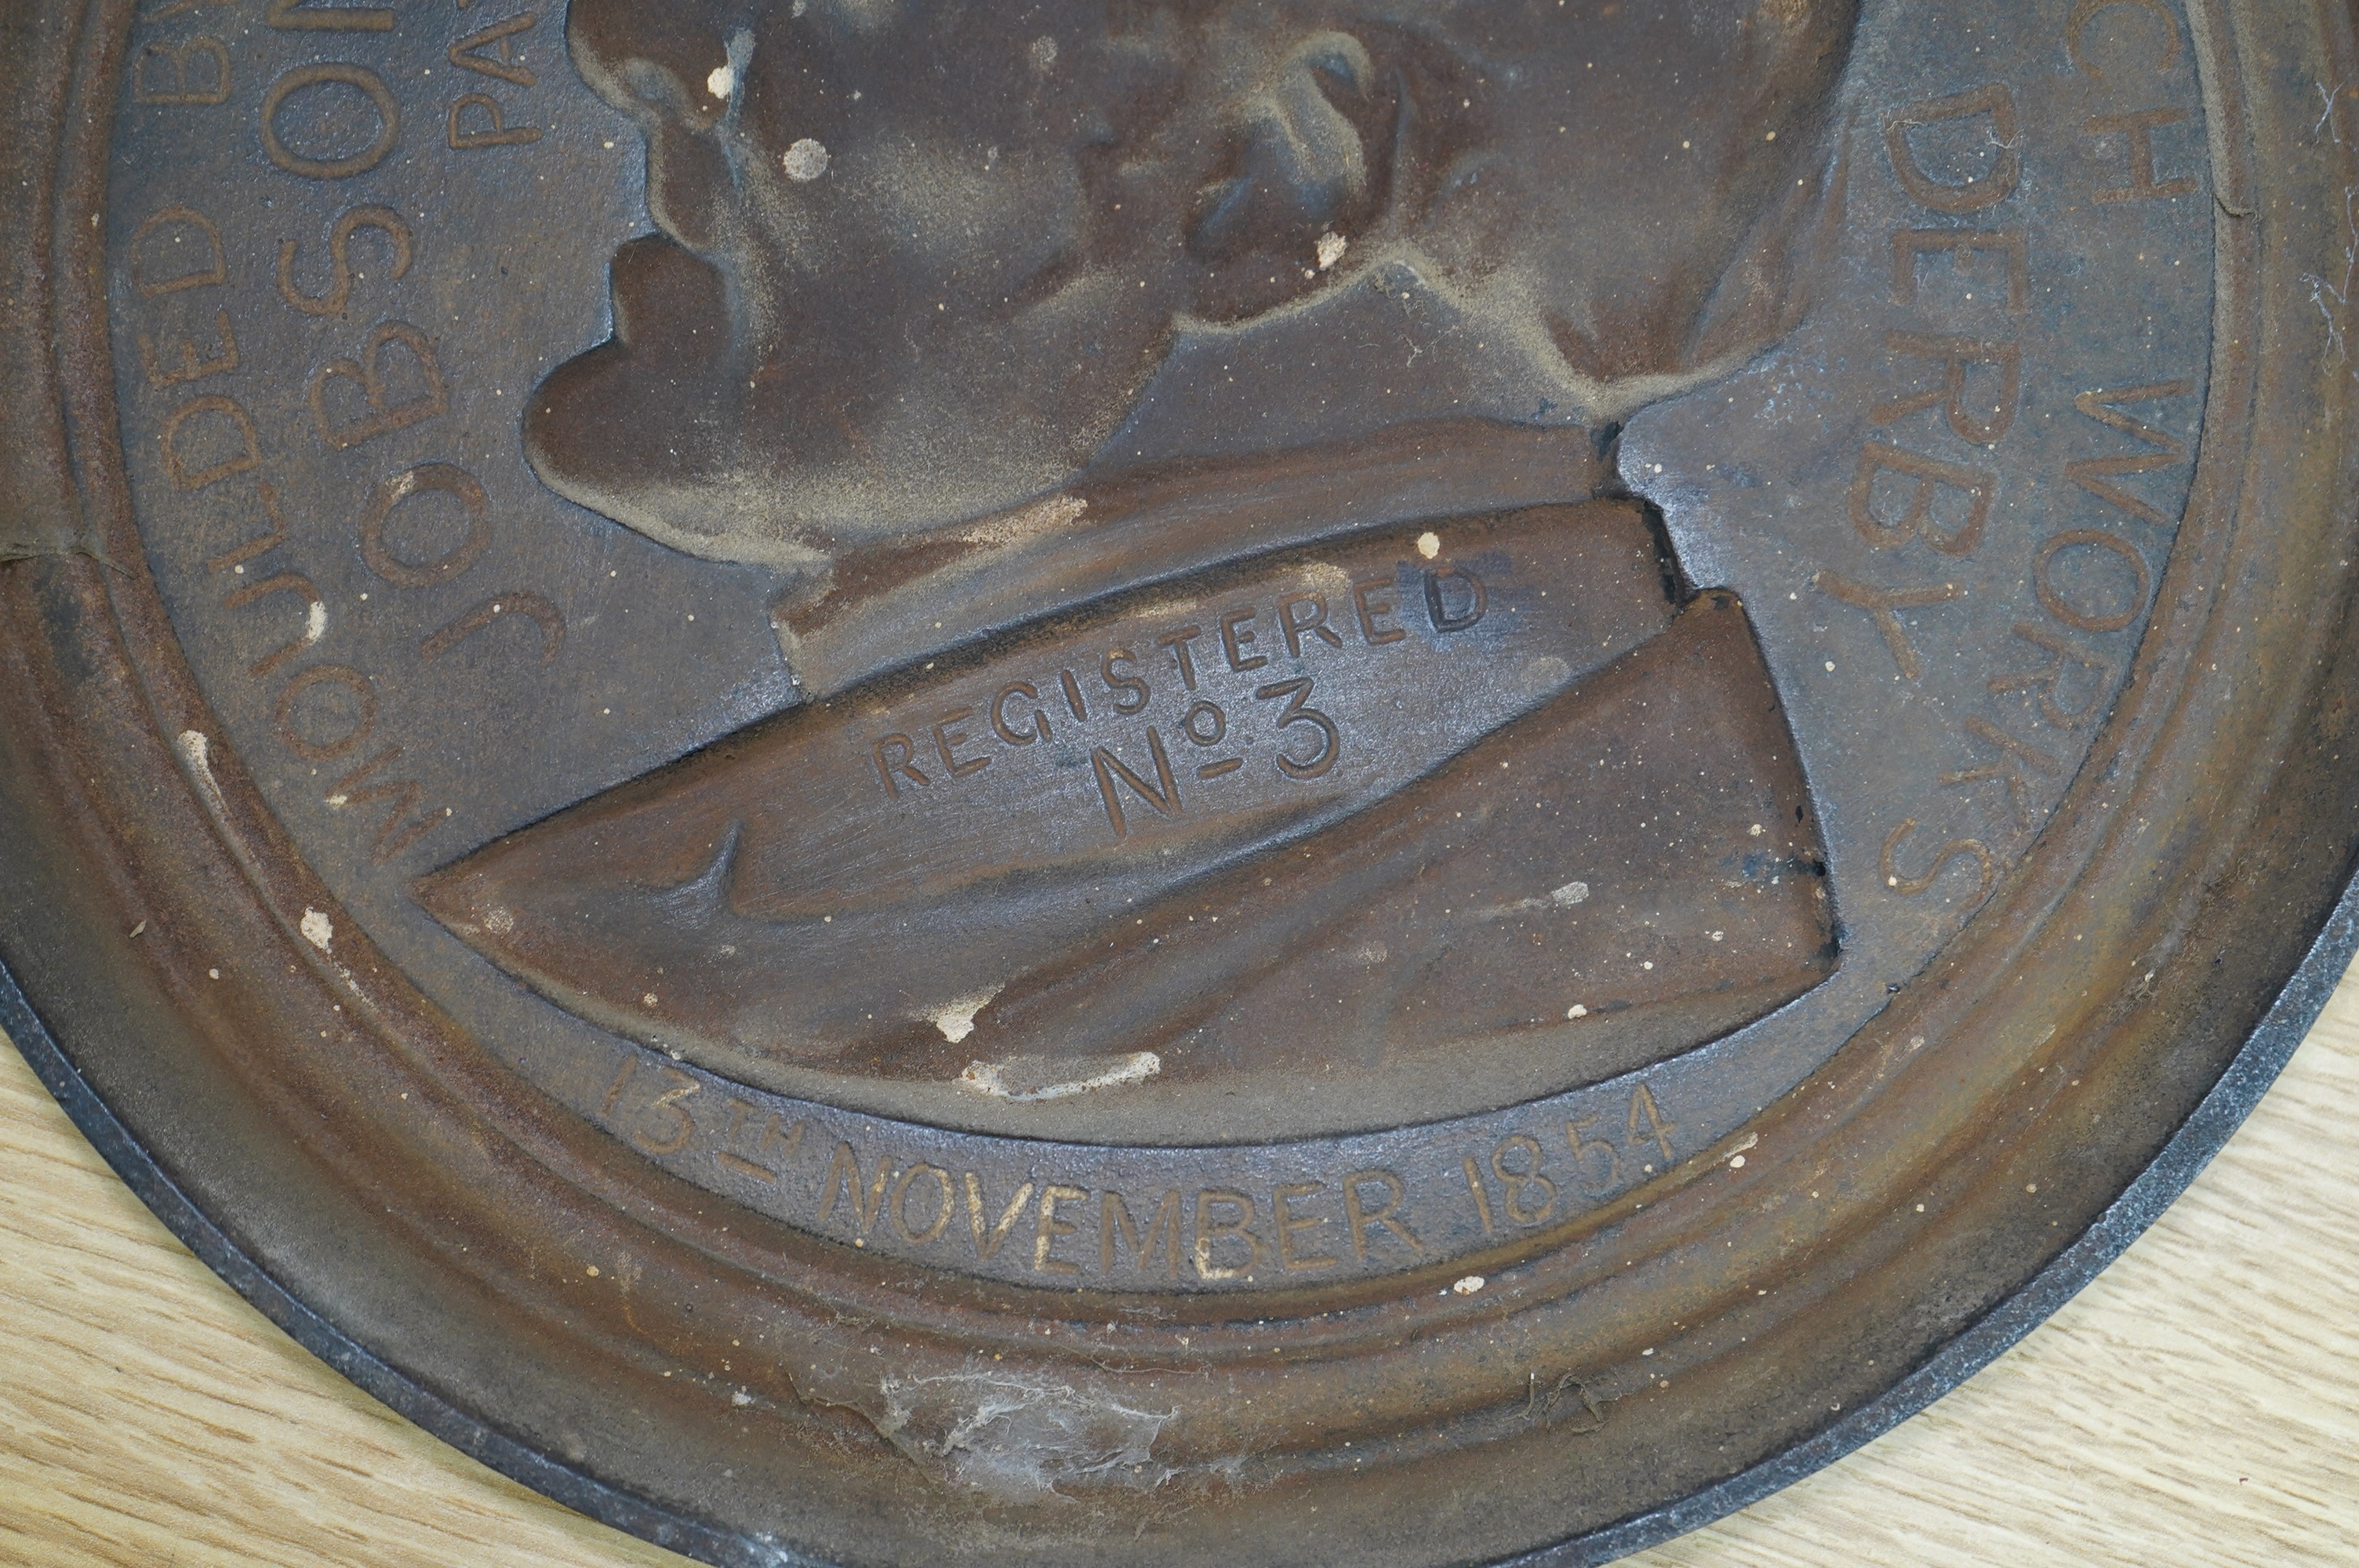 MOULDED BY
JOBSON
PA
CH WORKS
DERBY
REGISTERED
No 3
13TH NOVEMBER 1854